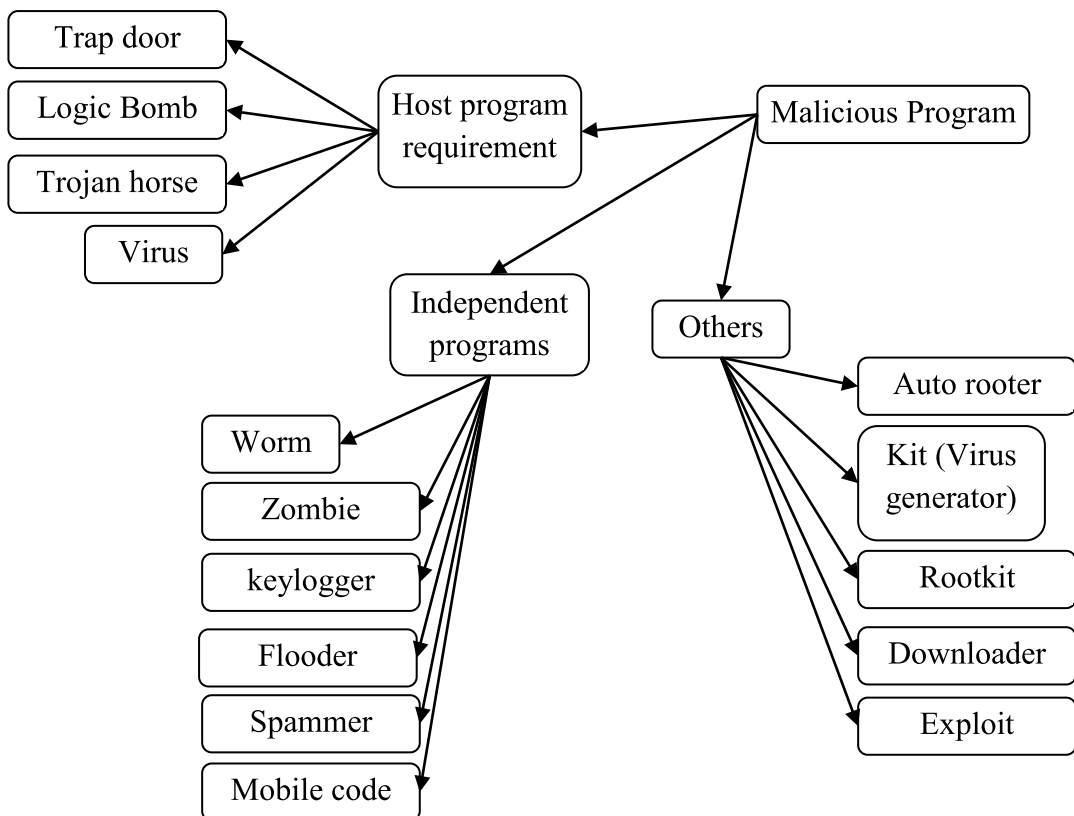 Trap door
Logic Bomb
Trojan horse
Virus
Host program
requirement
Malicious Program
Independent
programs
Others
Worm
Zombie
keylogger
Flooder
Spammer
Mobile code
Auto rooter
Kit (Virus
generator)
Rootkit
Downloader
Exploit